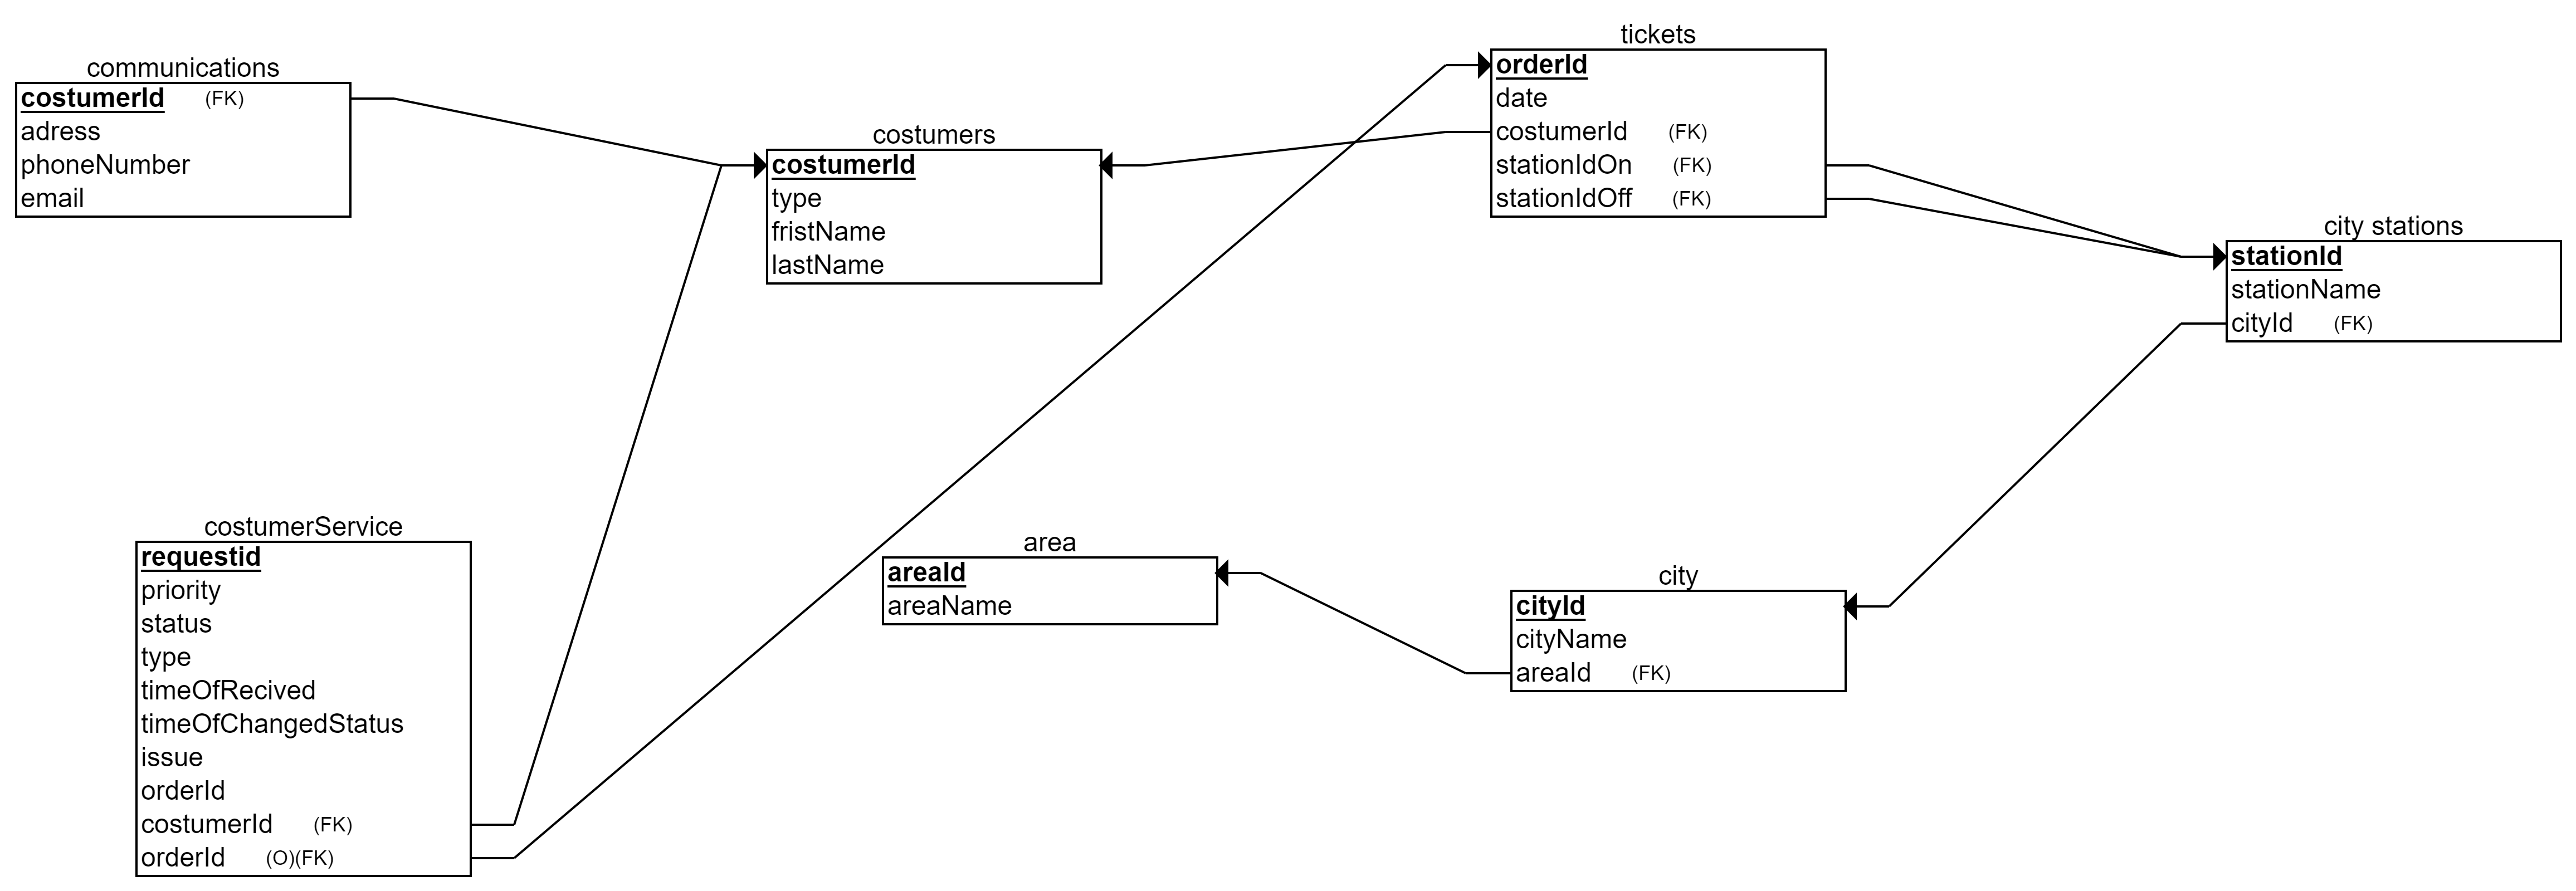 communications
costumerId (FK)
adress
phoneNumber
email
costumers
costumerId
type
fristName
lastName
tickets
orderId
date
costumerId (FK)
stationIdOn (FK)
stationIdOff (FK)
city stations
stationId
stationName
cityId (FK)
costumerService
requestid
priority
status
type
timeOfRecived
timeOfChangedStatus
issue
orderId
costumerId (FK)
orderId (O)(FK)
area
areaId
areaName
city
cityId
cityName
areaId (FK)